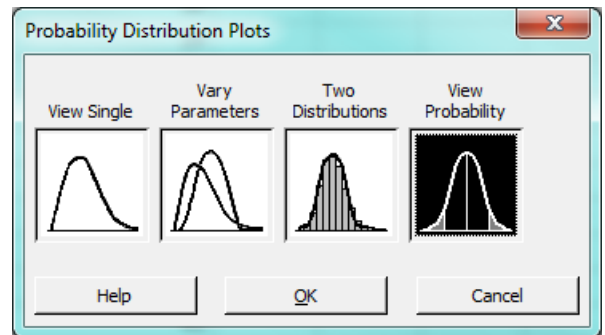 Probability Distribution Plots
View Single
Vary
Parameters
Two
Distributions
View
Probability
Help
OK
Cancel